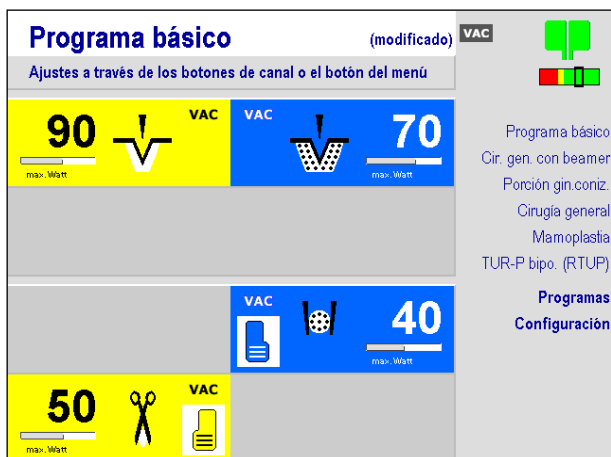 Programa básico (modificado) VAC
Ajustes a través de los botones de canal o el botón del menú
90 VAC
max. Watt
VAC 70
max. Watt
VAC 40
max. Watt
50 VAC
max. Watt
Programa básico
Cir. gen. con beamer
Porción gin.coniz.
Cirugía general
Mamoplastia
TUR-P bipo. (RTUP)
Programas
Configuración